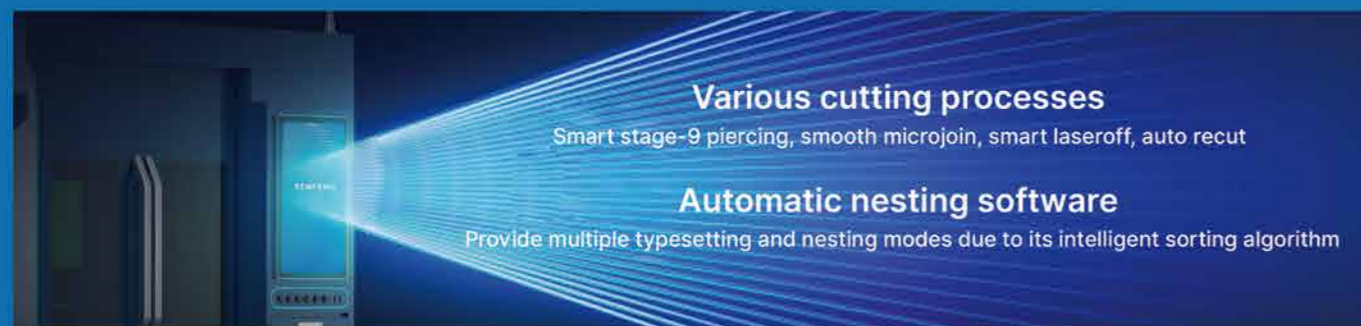 Various cutting processes
Smart stage-9 piercing, smooth microjoin, smart laseroff, auto recut
Automatic nesting software
Provide multiple typesetting and nesting modes due to its intelligent sorting algorithm